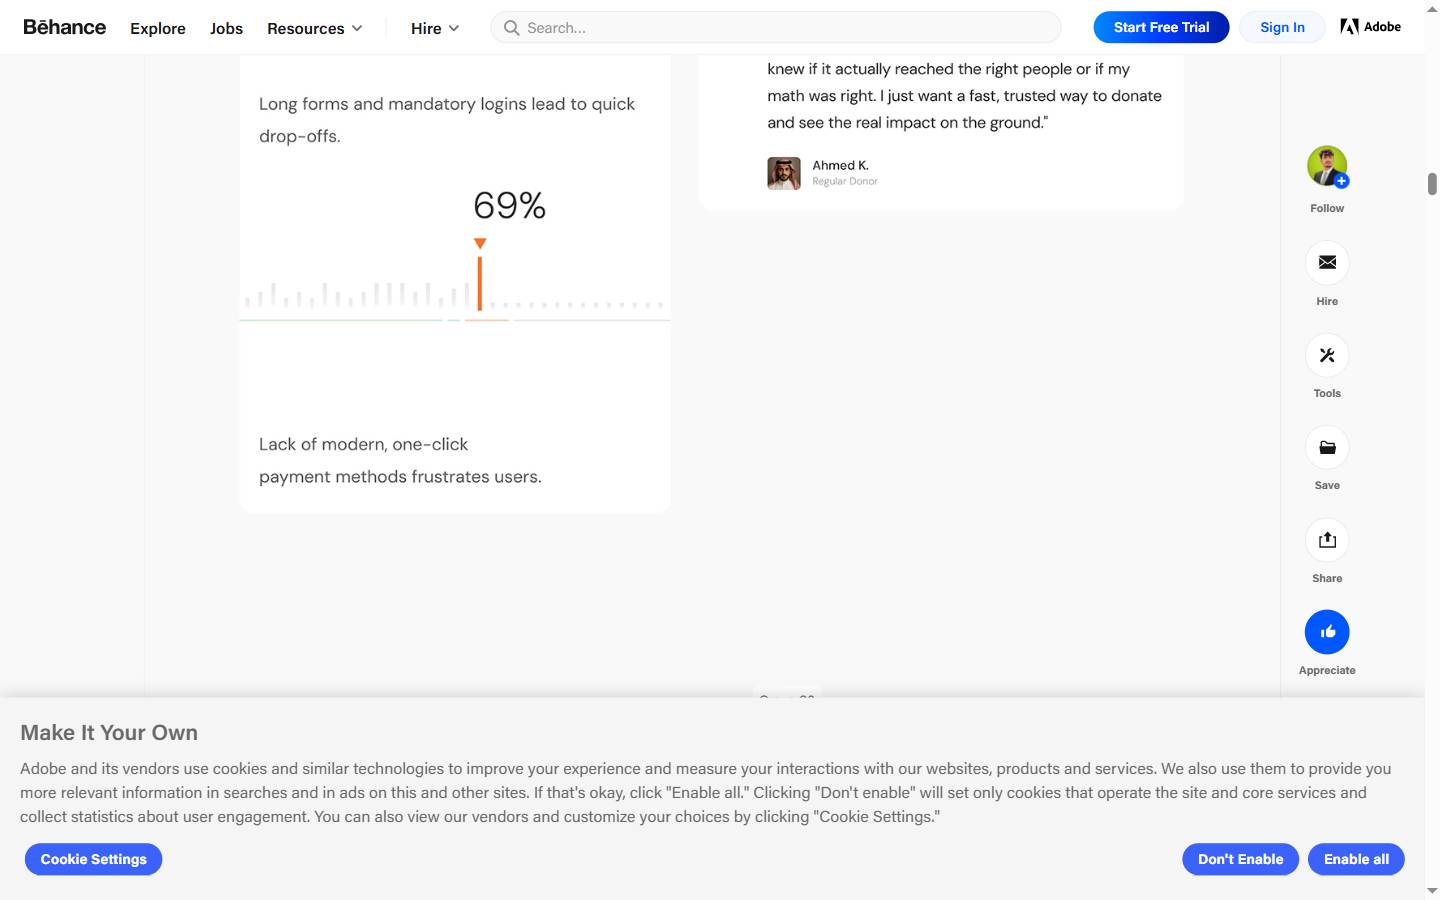 Bēhance
Explore
Jobs
Resources
Hire
Search...
Start Free Trial
Sign In
Adobe
Long forms and mandatory logins lead to quick
drop-offs.
69%
Lack of modern, one-click
payment methods frustrates users.
knew if it actually reached the right people or if my
math was right. I just want a fast, trusted way to donate
and see the real impact on the ground."
Ahmed K.
Regular Donor
Follow
Hire
Tools
Save
Share
Appreciate
Make It Your Own
Adobe and its vendors use cookies and similar technologies to improve your experience and measure your interactions with our websites, products and services. We also use them to provide you
more relevant information in searches and in ads on this and other sites. If that's okay, click "Enable all." Clicking "Don't enable" will set only cookies that operate the site and core services and
collect statistics about user engagement. You can also view our vendors and customize your choices by clicking "Cookie Settings."
Cookie Settings
Don't Enable
Enable all